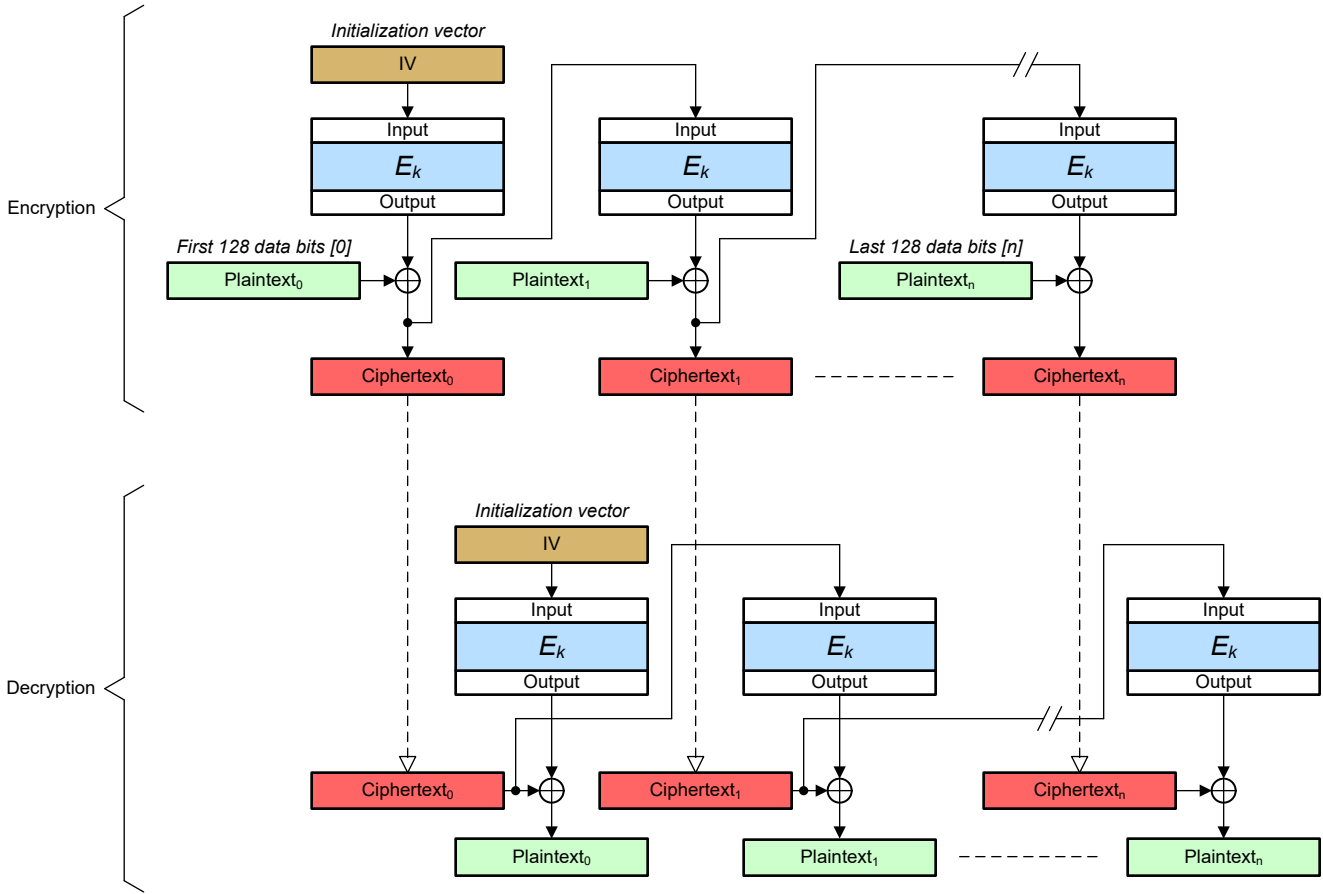 Initialization vector
IV
Input Input Input
Eₖ Eₖ Eₖ
Output Output Output
Encryption
First 128 data bits [0] Last 128 data bits [n]
Plaintext₀ Plaintext₁ Plaintextₙ
Ciphertext₀ Ciphertext₁ Ciphertextₙ
Initialization vector
IV
Input Input Input
Eₖ Eₖ Eₖ
Output Output Output
Decryption
Ciphertext₀ Ciphertext₁ Ciphertextₙ
Plaintext₀ Plaintext₁ Plaintextₙ